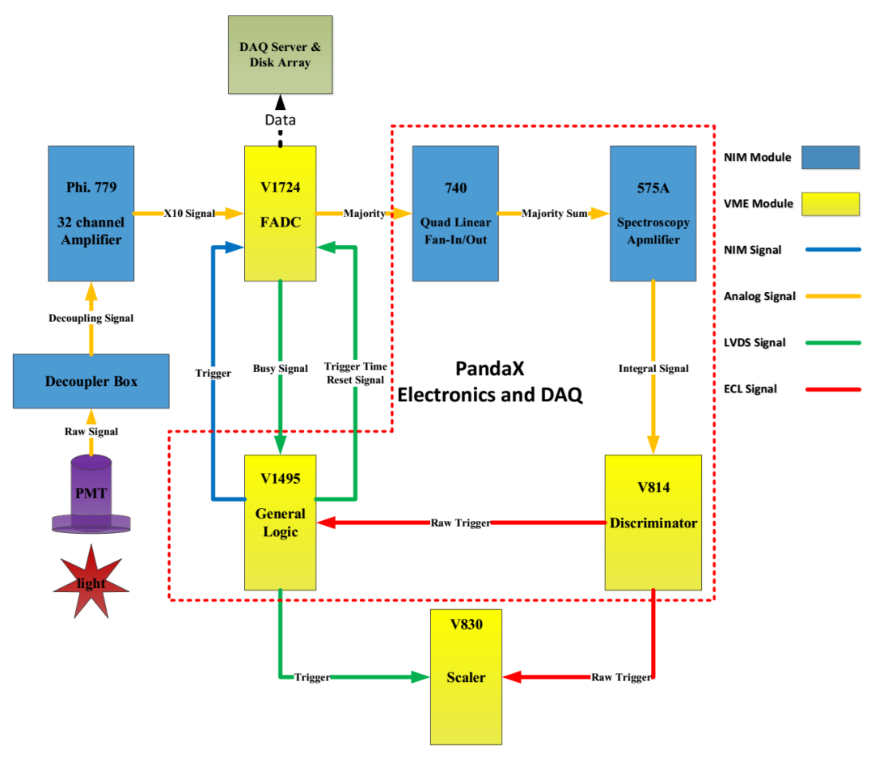 DAQ Server &
Disk Array
Data
Phi. 779
32 channel
Amplifier
X10 Signal
V1724
FADC
Majority
740
Quad Linear
Fan-In/Out
Majority Sum
575A
Spectroscopy
Apmlifier
NIM Module
VME Module
NIM Signal
Analog Signal
LVDS Signal
ECL Signal
Decoupling Signal
Decoupler Box
Raw Signal
PMT
light
Trigger
Busy Signal
Trigger Time
Reset Signal
PandaX
Electronics and DAQ
Integral Signal
V1495
General
Logic
Raw Trigger
V814
Discriminator
Trigger
V830
Scaler
Raw Trigger